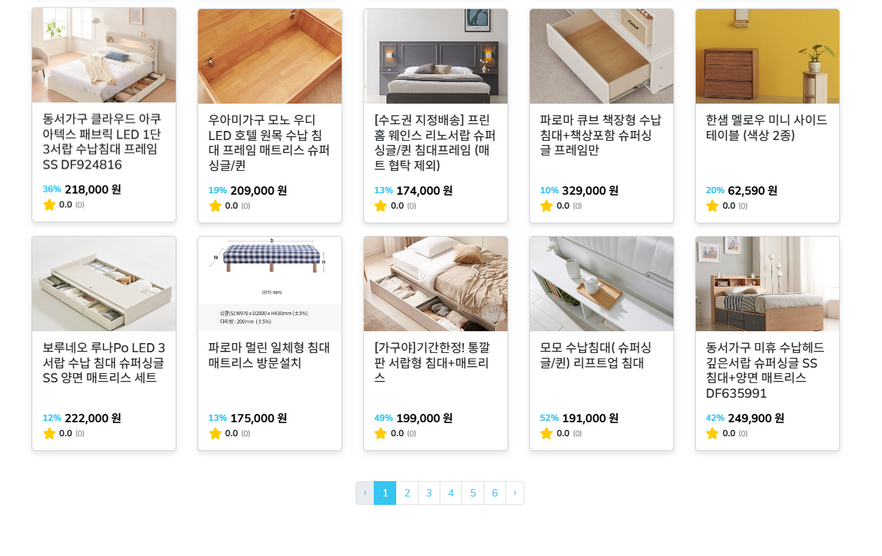 동서가구 클라우드 아쿠
아텍스 패브릭 LED 1단
3서랍 수납침대 프레임
SS DF924816
36% 218,000 원
0.0 (0)
우아미가구 모노 우디
LED 호텔 원목 수납 침
대 프레임 매트리스 슈퍼
싱글/퀸
19% 209,000 원
0.0 (0)
[수도권 지정배송] 프린
홈 웨인스 리노서랍 슈퍼
싱글/퀸 침대프레임 (매
트 협탁 제외)
13% 174,000 원
0.0 (0)
파로마 큐브 책장형 수납
침대+책상포함 슈퍼싱
글 프레임만
10% 329,000 원
0.0 (0)
한샘 멜로우 미니 사이드
테이블 (색상 2종)
20% 62,590 원
0.0 (0)
보루네오 루나Po LED 3
서랍 수납 침대 슈퍼싱글
SS 양면 매트리스 세트
12% 222,000 원
0.0 (0)
D
W
H
(단위: mm)
상품(S) W970 x D2000 x H430mm (±5%)
다리발 : 200mm (±5%)
파로마 멀린 일체형 침대
매트리스 방문설치
13% 175,000 원
0.0 (0)
[가구야]기간한정! 통깔
판 서랍형 침대+매트리
스
49% 199,000 원
0.0 (0)
모모 수납침대( 슈퍼싱
글/퀸) 리프트업 침대
52% 191,000 원
0.0 (0)
동서가구 미휴 수납헤드
깊은서랍 슈퍼싱글 SS
침대+양면 매트리스
DF635991
42% 249,900 원
0.0 (0)
‹ 1 2 3 4 5 6 ›